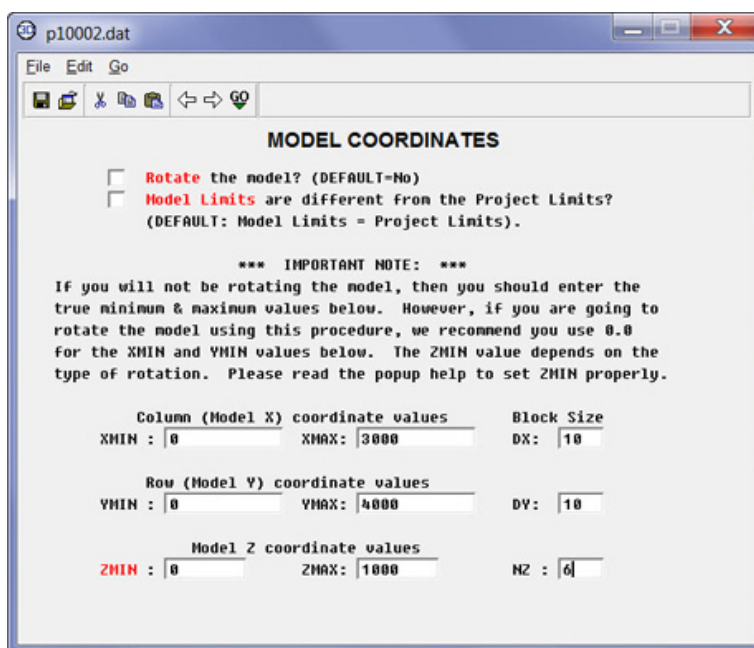 p10002.dat
File Edit Go
GO
MODEL COORDINATES
Rotate the model? (DEFAULT=No)
Model Limits are different from the Project Limits?
(DEFAULT: Model Limits = Project Limits).
*** IMPORTANT NOTE: ***
If you will not be rotating the model, then you should enter the
true minimum & maximum values below. However, if you are going to
rotate the model using this procedure, we recommend you use 0.0
for the XMIN and YMIN values below. The ZMIN value depends on the
type of rotation. Please read the popup help to set ZMIN properly.
Column (Model X) coordinate values Block Size
XMIN : 0 XMAX: 3000 DX: 10
Row (Model Y) coordinate values
YMIN : 0 YMAX: 4000 DY: 10
Model Z coordinate values
ZMIN : 0 ZMAX: 1000 NZ : 6